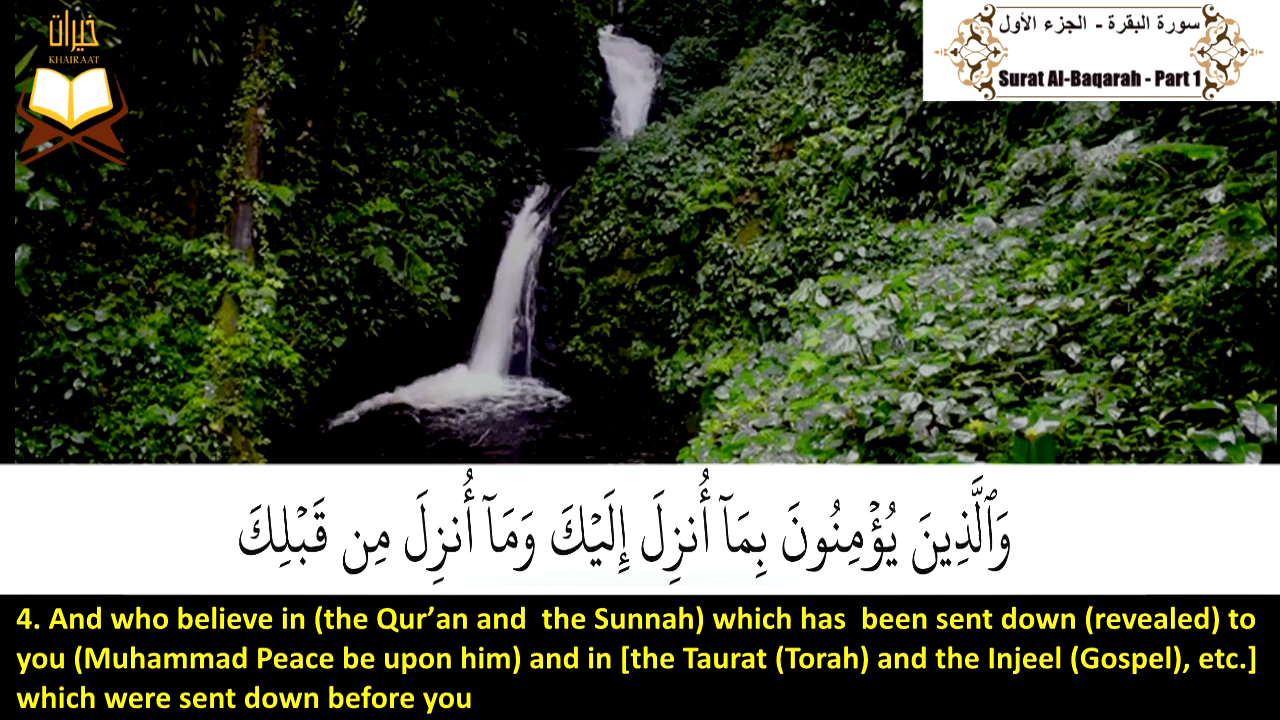 خيرات
KHAIRAAT
سورة البقرة - الجزء الأول
Surat Al-Baqarah - Part 1
وَٱلَّذِينَ يُؤْمِنُونَ بِمَآ أُنزِلَ إِلَيْكَ وَمَآ أُنزِلَ مِن قَبْلِكَ
4. And who believe in (the Qur’an and  the Sunnah) which has  been sent down (revealed) to
you (Muhammad Peace be upon him) and in [the Taurat (Torah) and the Injeel (Gospel), etc.]
which were sent down before you